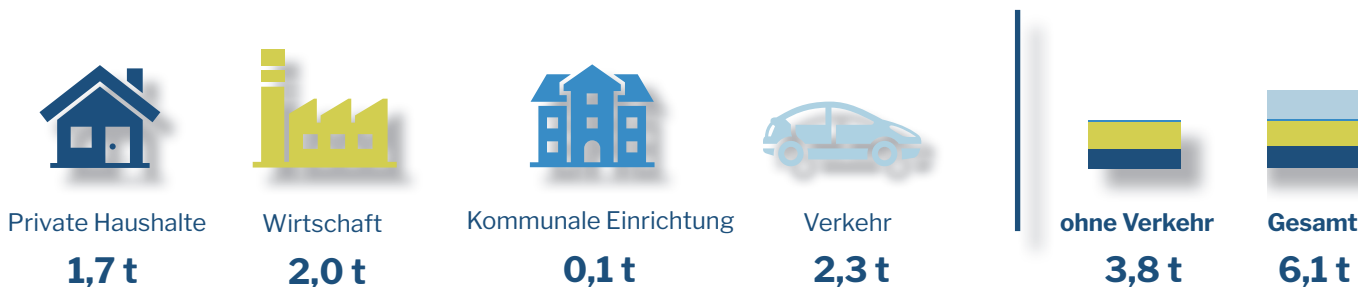 Private Haushalte
1,7 t
Wirtschaft
2,0 t
Kommunale Einrichtung
0,1 t
Verkehr
2,3 t
ohne Verkehr
3,8 t
Gesamt
6,1 t